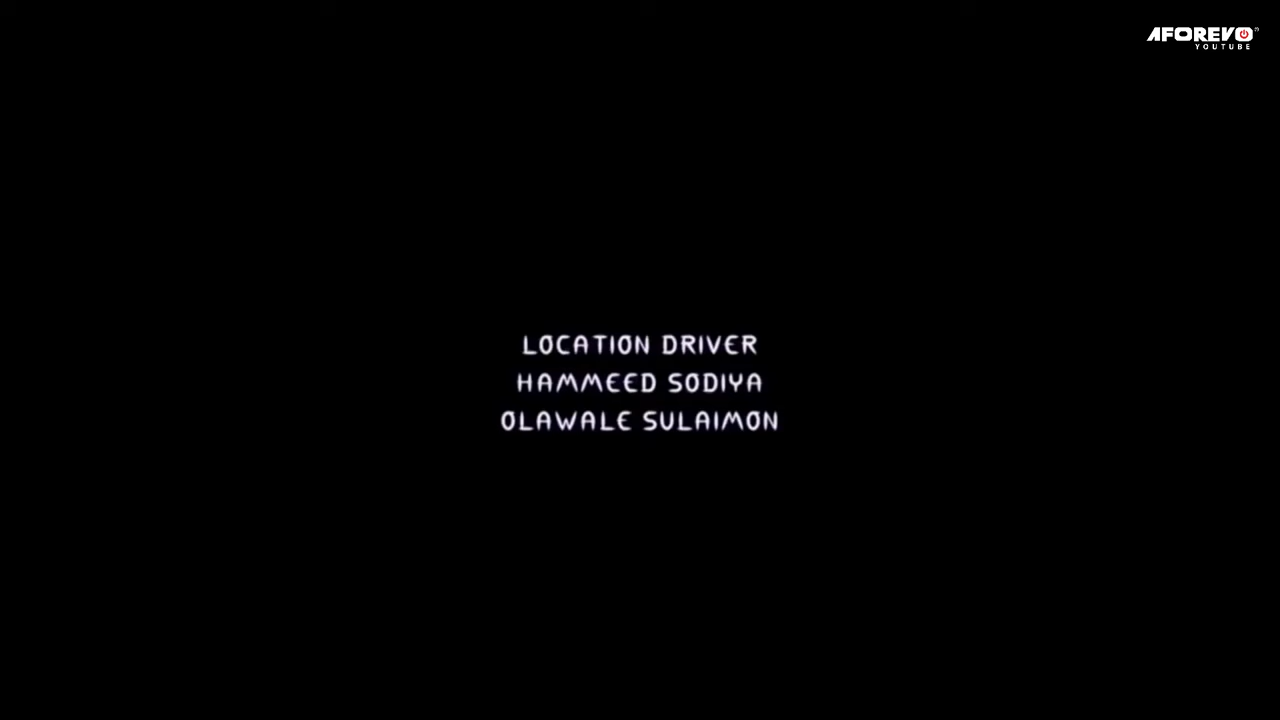 AFOREVO
YOUTUBE
LOCATION DRIVER
HAMMEED SODIYA
OLAWALE SULAIMON